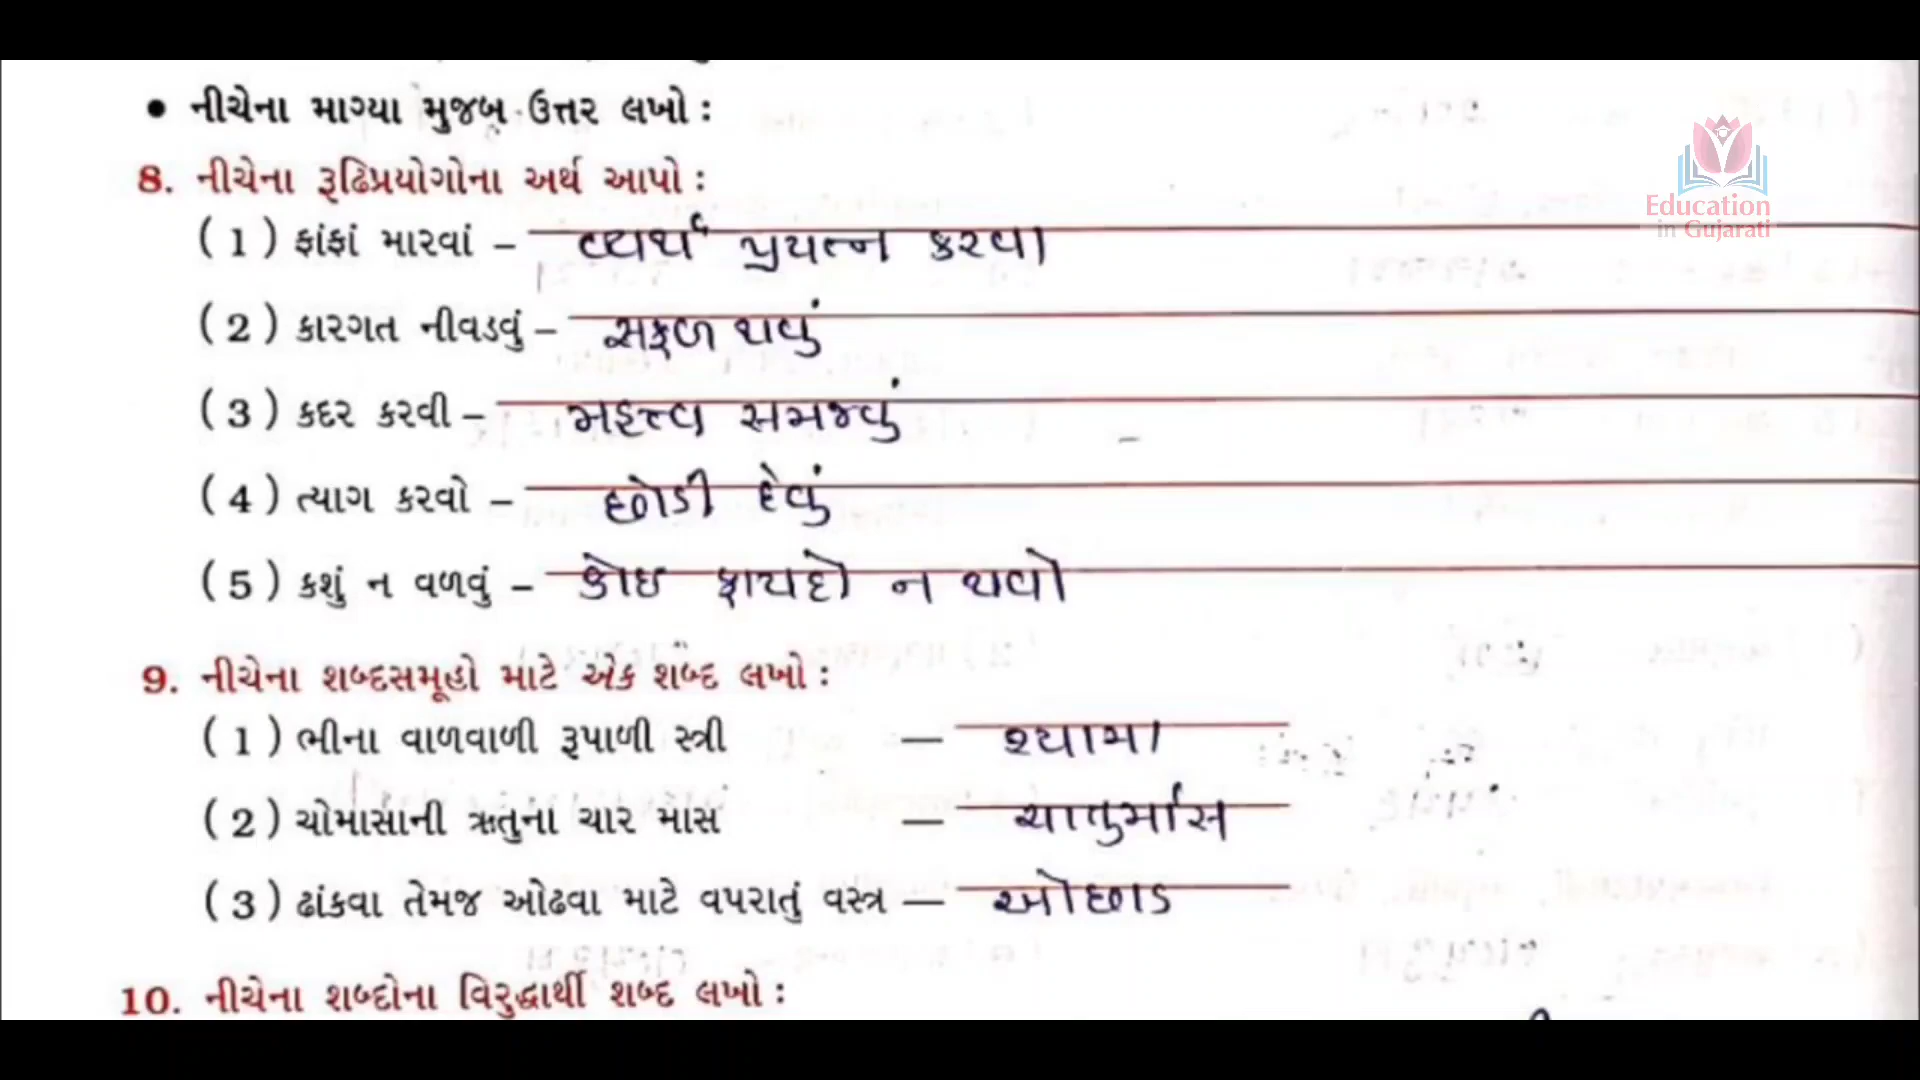 • નીચેના માગ્યા મુજબ ઉત્તર લખો :
Education
in Gujarati
8. નીચેના રૂઢિપ્રયોગોના અર્થ આપો :
( 1 ) ફાંફાં મારવાં – વ્યર્થ પ્રયત્ન કરવા
( 2 ) કારગત નીવડવું – સફળ થવું
( 3 ) કદર કરવી – મહત્ત્વ સમજવું
( 4 ) ત્યાગ કરવો – છોડી દેવું
( 5 ) કશું ન વળવું – કોઇ ફાયદો ન થવો
9. નીચેના શબ્દસમૂહો માટે એક શબ્દ લખો :
( 1 ) ભીના વાળવાળી રૂપાળી સ્ત્રી – શ્યામા
( 2 ) ચોમાસાની ઋતુના ચાર માસ – ચાતુર્માસ
( 3 ) ઢાંકવા તેમજ ઓઢવા માટે વપરાતું વસ્ત્ર – ઓછાડ
10. નીચેના શબ્દોના વિરુદ્ધાર્થી શબ્દ લખો :